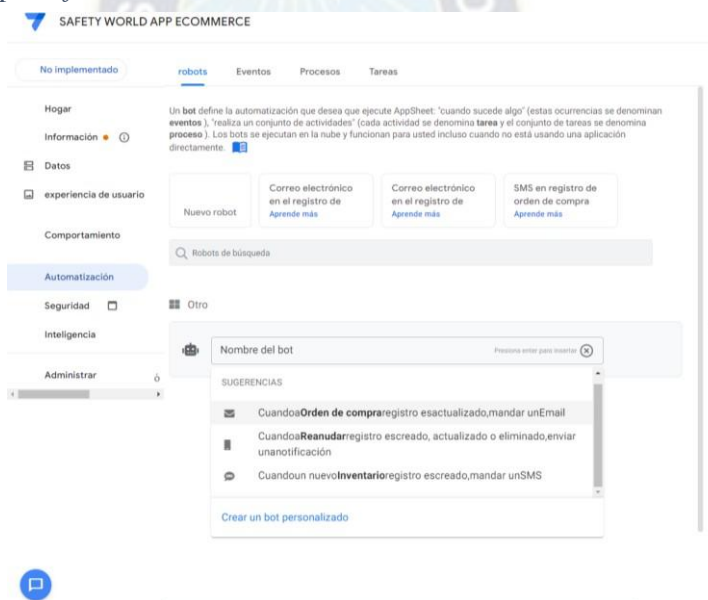 SAFETY WORLD APP ECOMMERCE
No implementado
robots Eventos Procesos Tareas
Hogar
Información
Datos
experiencia de usuario
Comportamiento
Automatización
Seguridad
Inteligencia
Administrar
Un bot define la automatización que desea que ejecute AppSheet: "cuando sucede algo" (estas ocurrencias se denominan
eventos ), "realiza un conjunto de actividades" (cada actividad se denomina tarea y el conjunto de tareas se denomina
proceso ). Los bots se ejecutan en la nube y funcionan para usted incluso cuando no está usando una aplicación
directamente.
Nuevo robot
Correo electrónico
en el registro de
Aprende más
Correo electrónico
en el registro de
Aprende más
SMS en registro de
orden de compra
Aprende más
Robots de búsqueda
Otro
Nombre del bot
Presiona enter para insertar
SUGERENCIAS
CuandoaOrden de compraregistro esactualizado,mandar unEmail
CuandoaReanudarregistro escreado, actualizado o eliminado,enviar
unanotificación
Cuandoun nuevoInventarioregistro escreado,mandar unSMS
Crear un bot personalizado